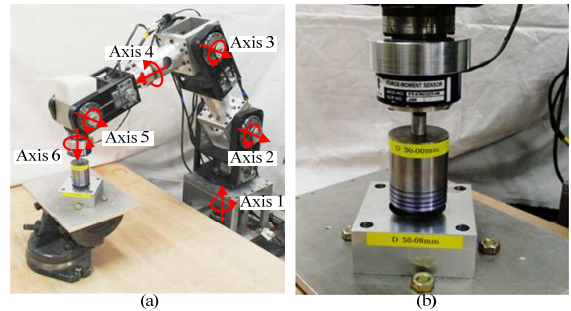 Axis 4
Axis 3
Axis 5
Axis 6
Axis 2
Axis 1
(a)
FORCE-MOMENT SENSOR
D 50.00mm
D 50.08mm
(b)